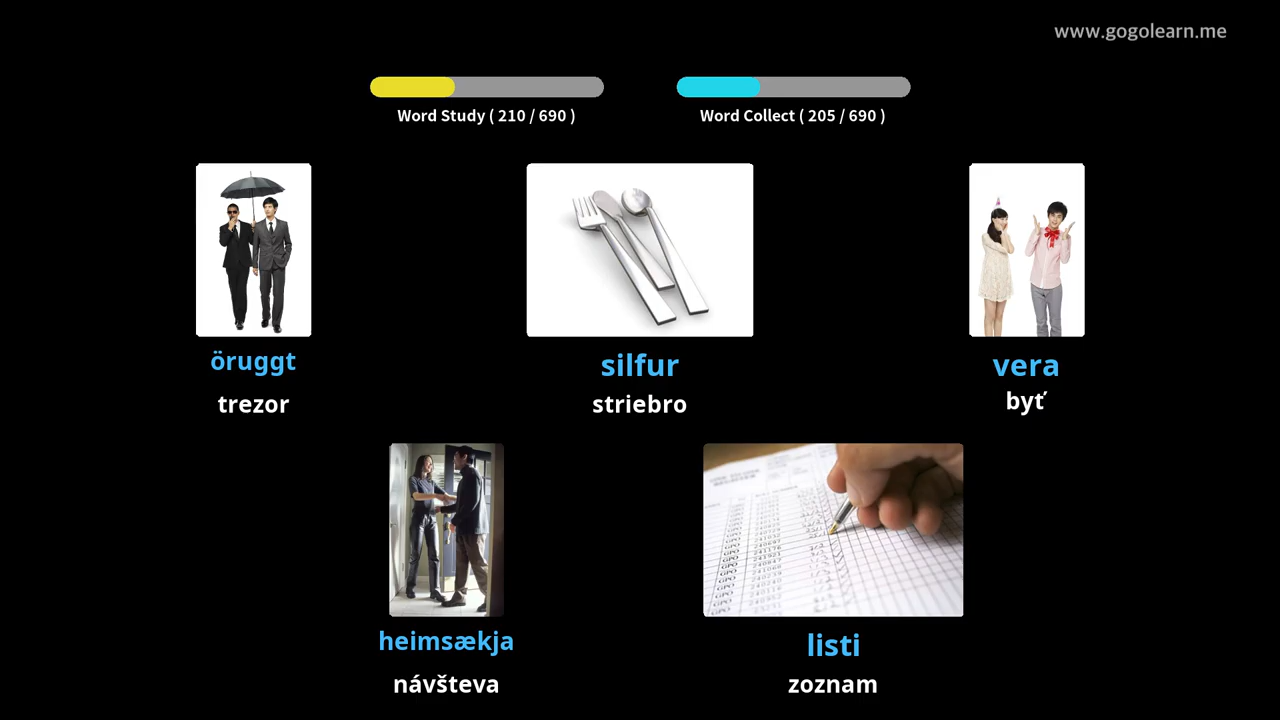 www.gogolearn.me
Word Study ( 210 / 690 )
Word Collect ( 205 / 690 )
öruggt
silfur
vera
trezor
striebro
byť
heimsækja
listi
návšteva
zoznam